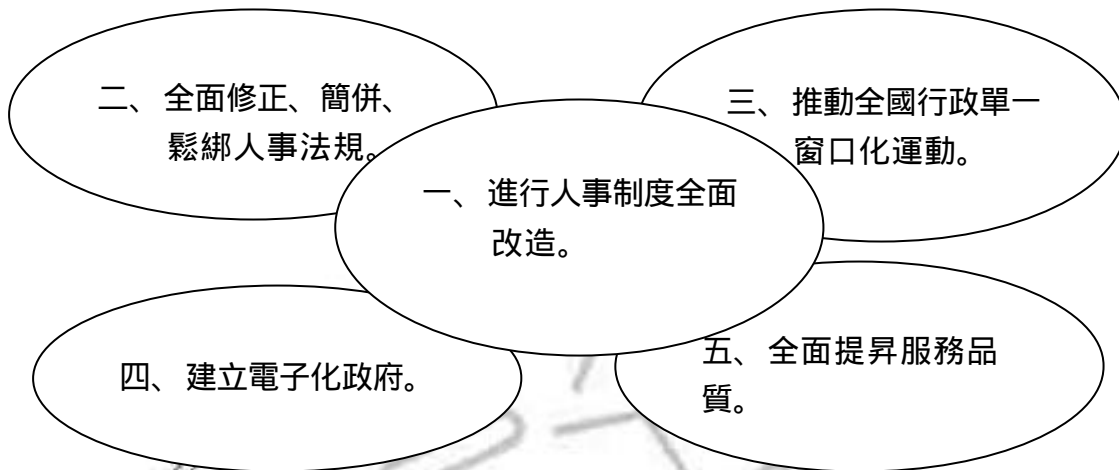 二、 全面修正、簡併、
鬆綁人事法規。
三、 推動全國行政單一
窗口化運動。
一、 進行人事制度全面
改造。
四、 建立電子化政府。
五、 全面提昇服務品
質。